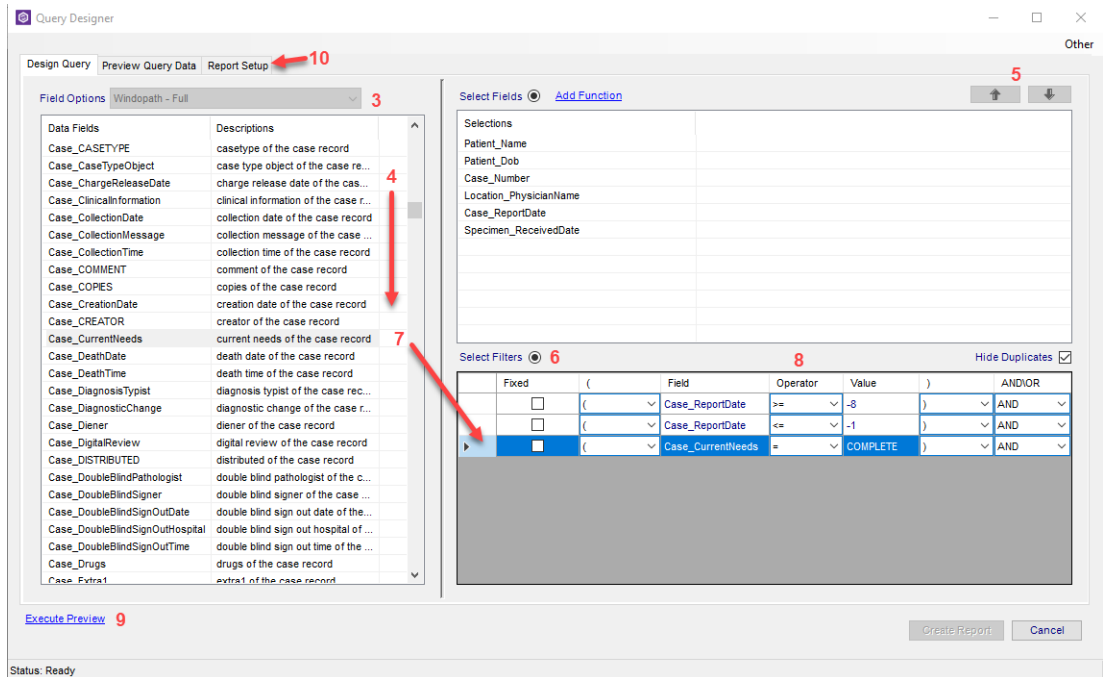 Query Designer
Other
Design Query Preview Query Data Report Setup 10
Field Options Windopath - Full 3
Data Fields Descriptions
Case_CASETYPE casetype of the case record
Case_CaseTypeObject case type object of the case re...
Case_ChargeReleaseDate charge release date of the cas...
Case_ClinicalInformation clinical information of the case r...
4
Case_CollectionDate collection date of the case record
Case_CollectionMessage collection message of the case ...
Case_CollectionTime collection time of the case record
Case_COMMENT comment of the case record
Case_COPIES copies of the case record
Case_CreationDate creation date of the case record
Case_CREATOR creator of the case record
Case_CurrentNeeds current needs of the case record
7
Case_DeathDate death date of the case record
Case_DeathTime death time of the case record
Case_DiagnosisTypist diagnosis typist of the case rec...
Case_DiagnosticChange diagnostic change of the case r...
Case_Diener diener of the case record
Case_DigitalReview digital review of the case record
Case_DISTRIBUTED distributed of the case record
Case_DoubleBlindPathologist double blind pathologist of the c...
Case_DoubleBlindSigner double blind signer of the case ...
Case_DoubleBlindSignOutDate double blind sign out date of the...
Case_DoubleBlindSignOutHospital double blind sign out hospital of ...
Case_DoubleBlindSignOutTime double blind sign out time of the ...
Case_Drugs drugs of the case record
Case_Extra1 extra1 of the case record
Select Fields Add Function 5
Selections
Patient_Name
Patient_Dob
Case_Number
Location_PhysicianName
Case_ReportDate
Specimen_ReceivedDate
Select Filters 6 8 Hide Duplicates
Fixed ( Field Operator Value ) AND\OR
( Case_ReportDate >= -8 ) AND
( Case_ReportDate <= -1 ) AND
( Case_CurrentNeeds = COMPLETE ) AND
Execute Preview 9
Create Report Cancel
Status: Ready